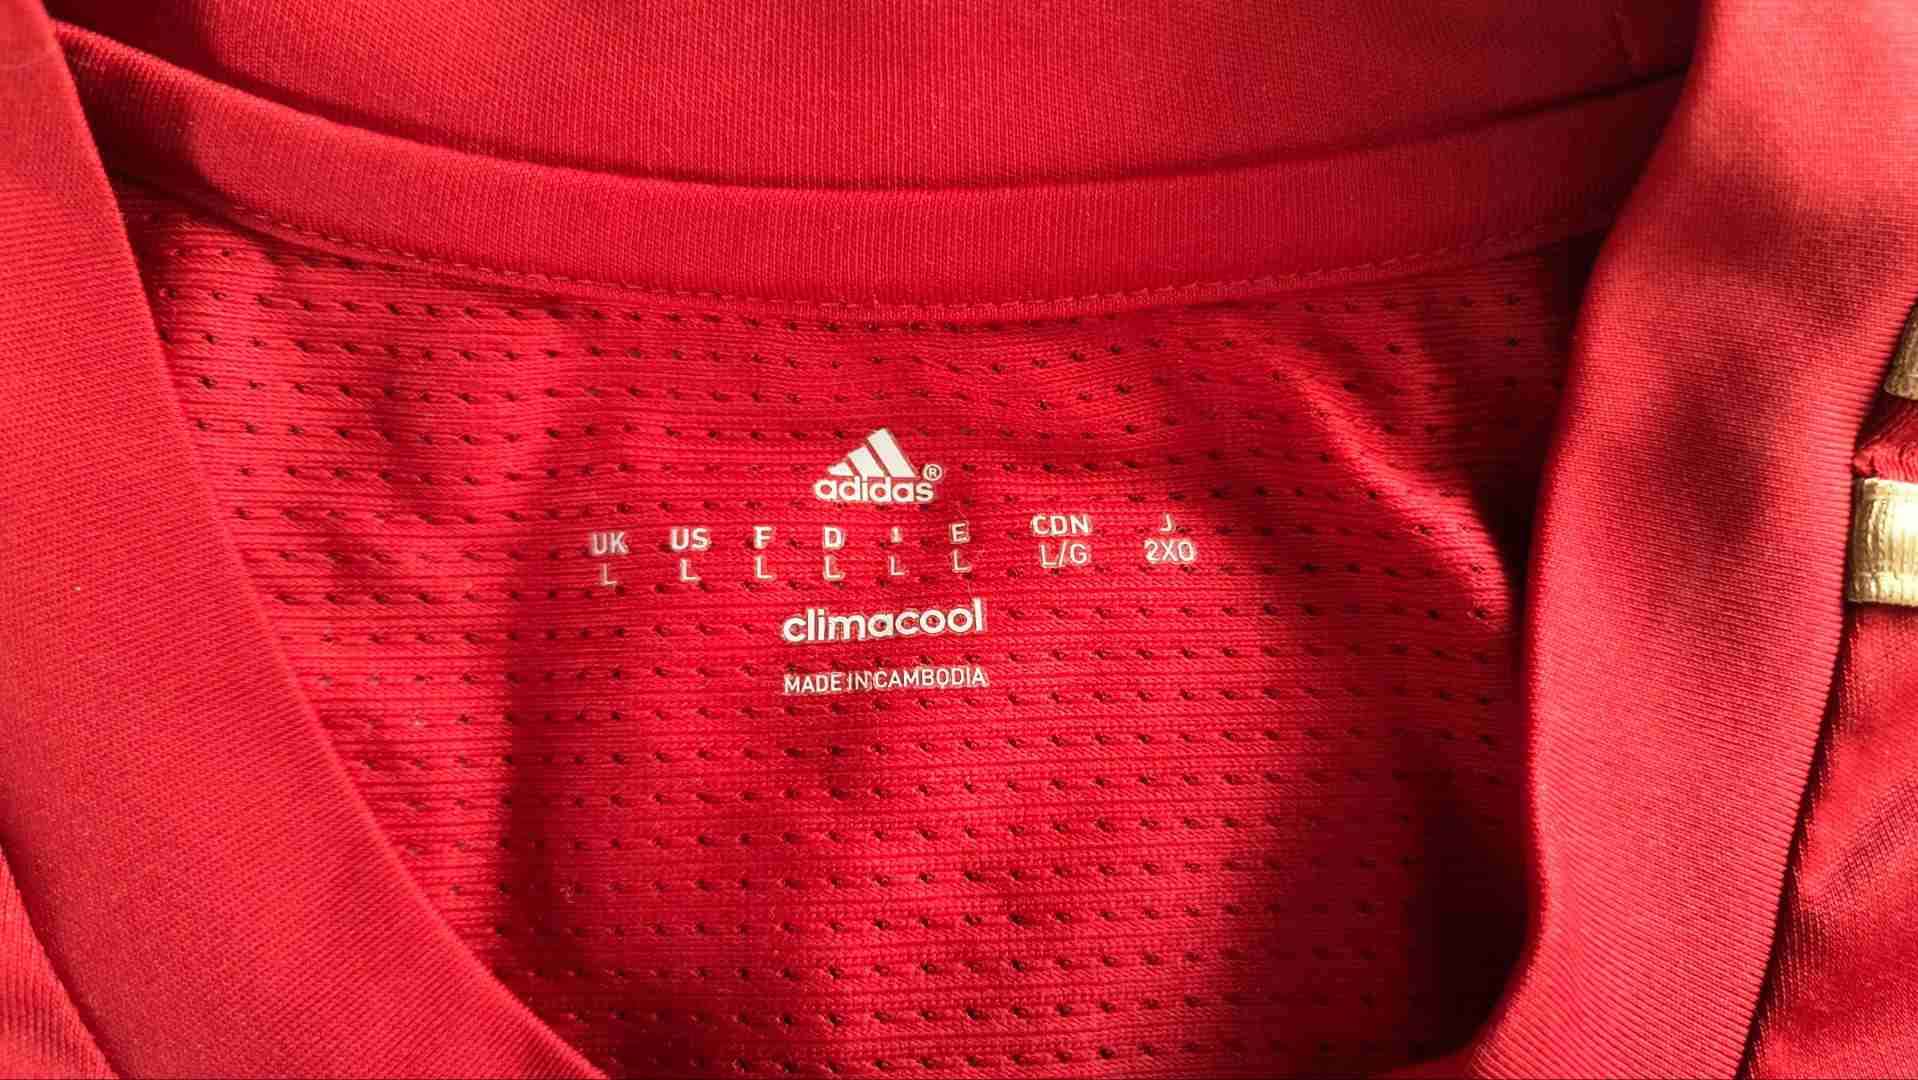 adidas®
UK US F D I E CDN J
L L L L L L L/G 2XO
climacool
MADE IN CAMBODIA